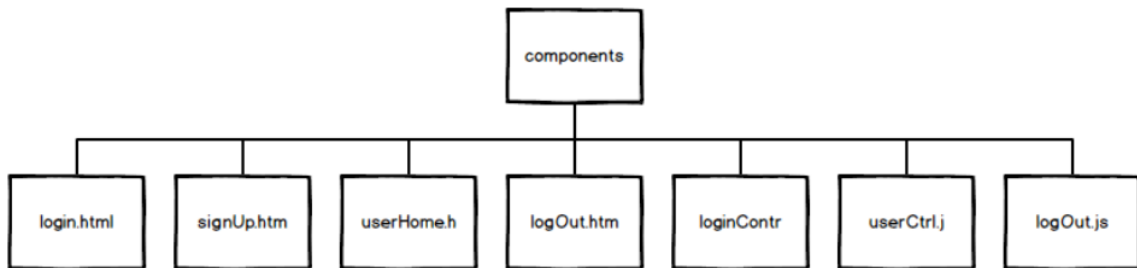 components
login.html
signUp.htm
userHome.h
logOut.htm
loginContr
userCtrl.j
logOut.js